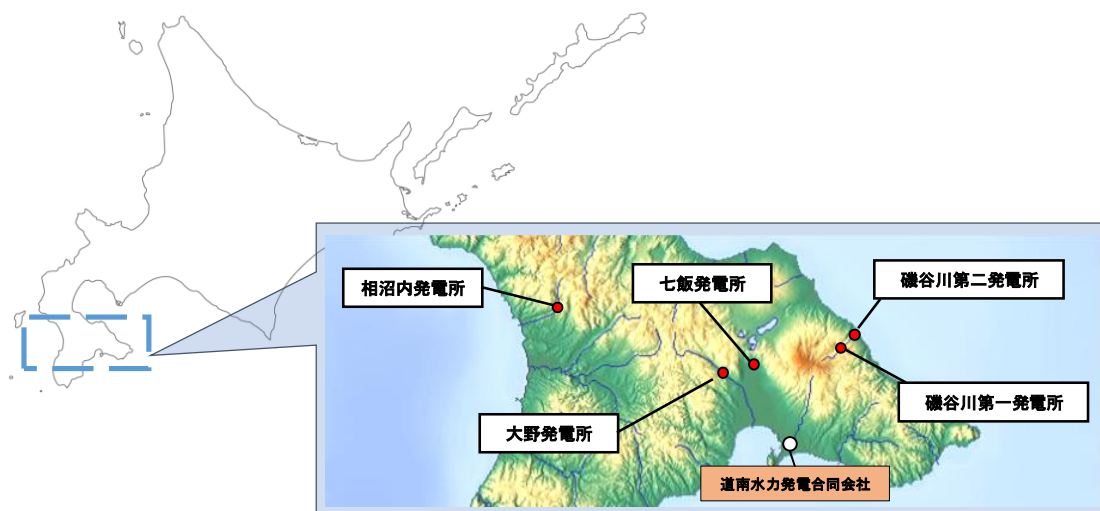 相沼内発電所
七飯発電所
磯谷川第二発電所
磯谷川第一発電所
大野発電所
道南水力発電合同会社